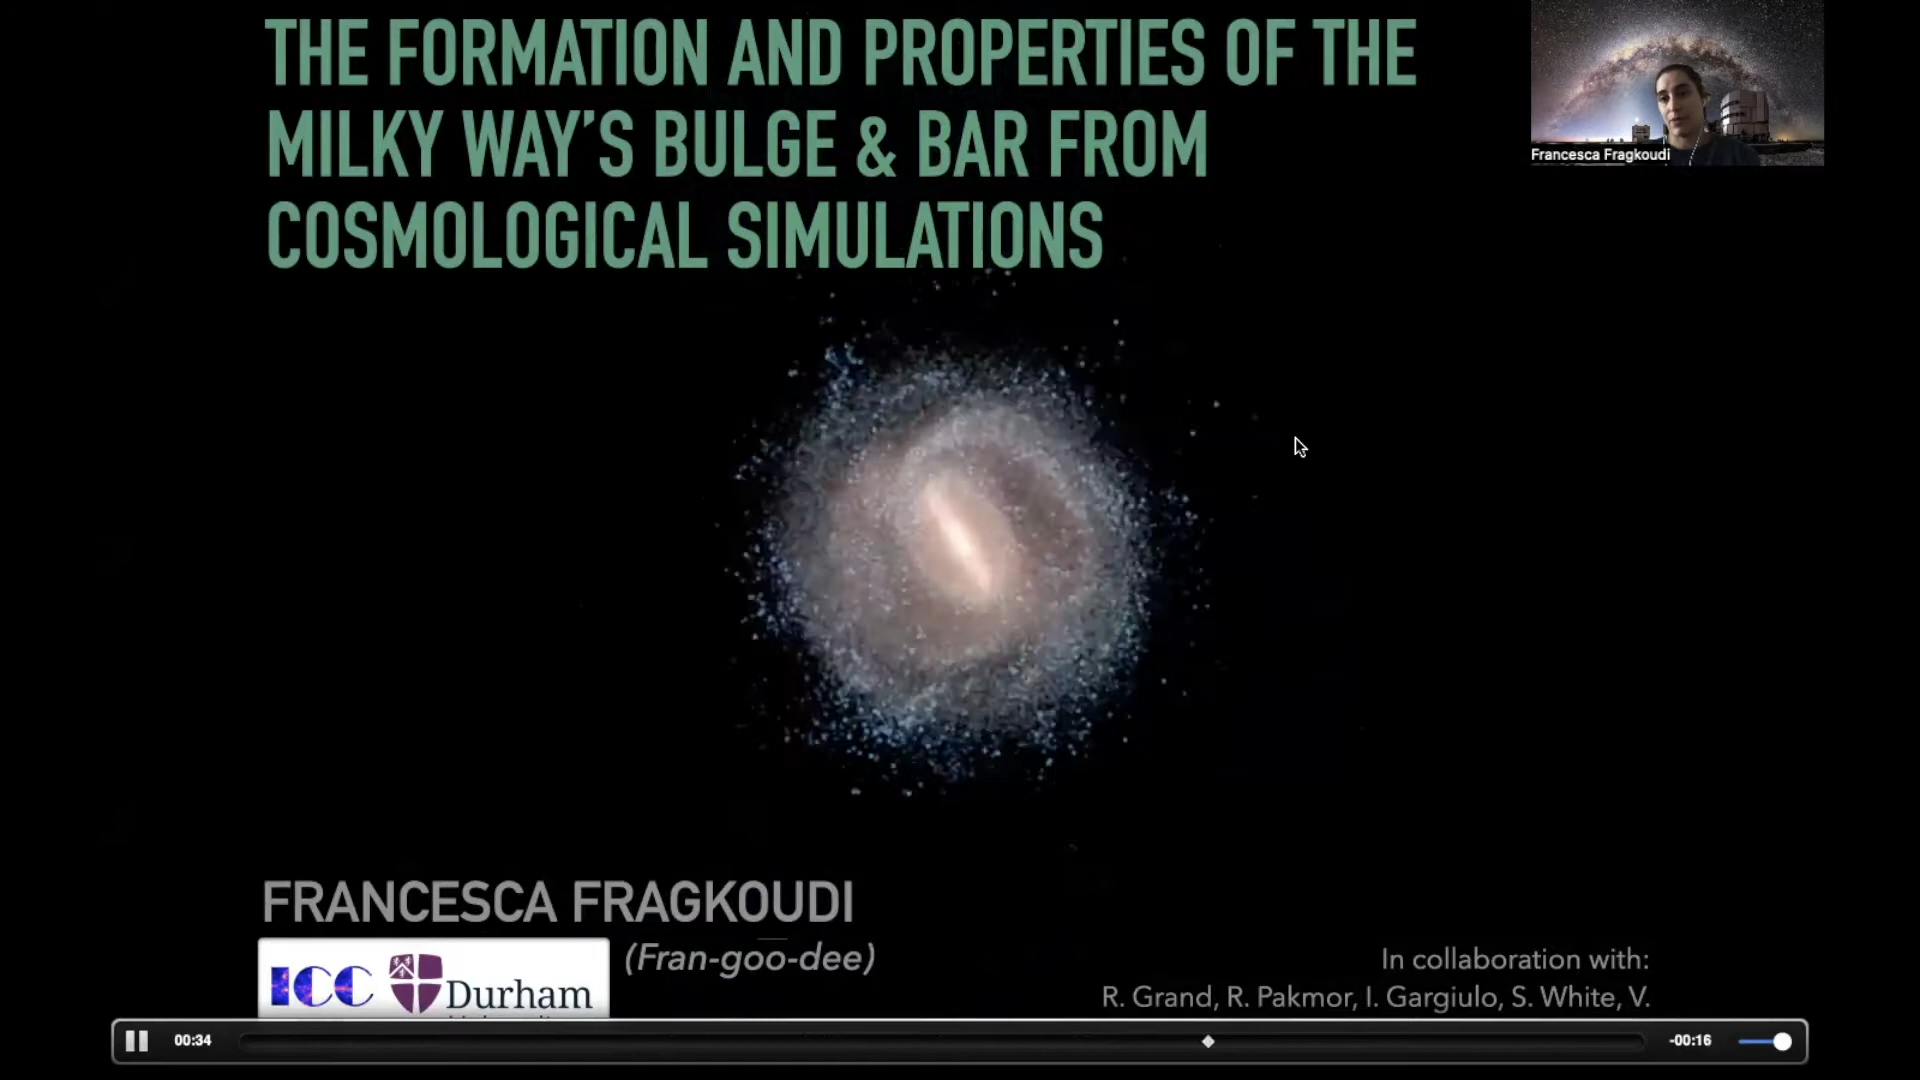 THE FORMATION AND PROPERTIES OF THE
MILKY WAY'S BULGE & BAR FROM
COSMOLOGICAL SIMULATIONS
Francesca Fragkoudi
FRANCESCA FRAGKOUDI
(Fran-goo-dee)
ICC Durham
In collaboration with:
R. Grand, R. Pakmor, I. Gargiulo, S. White, V.
00:34
-00:16